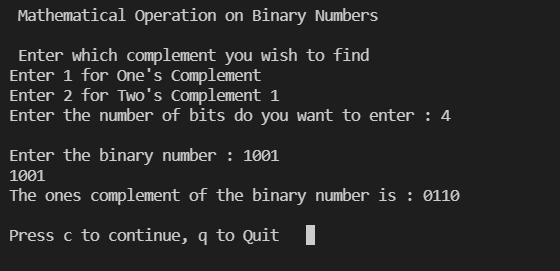 Mathematical Operation on Binary Numbers
Enter which complement you wish to find
Enter 1 for One's Complement
Enter 2 for Two's Complement 1
Enter the number of bits do you want to enter : 4
Enter the binary number : 1001
1001
The ones complement of the binary number is : 0110
Press c to continue, q to Quit